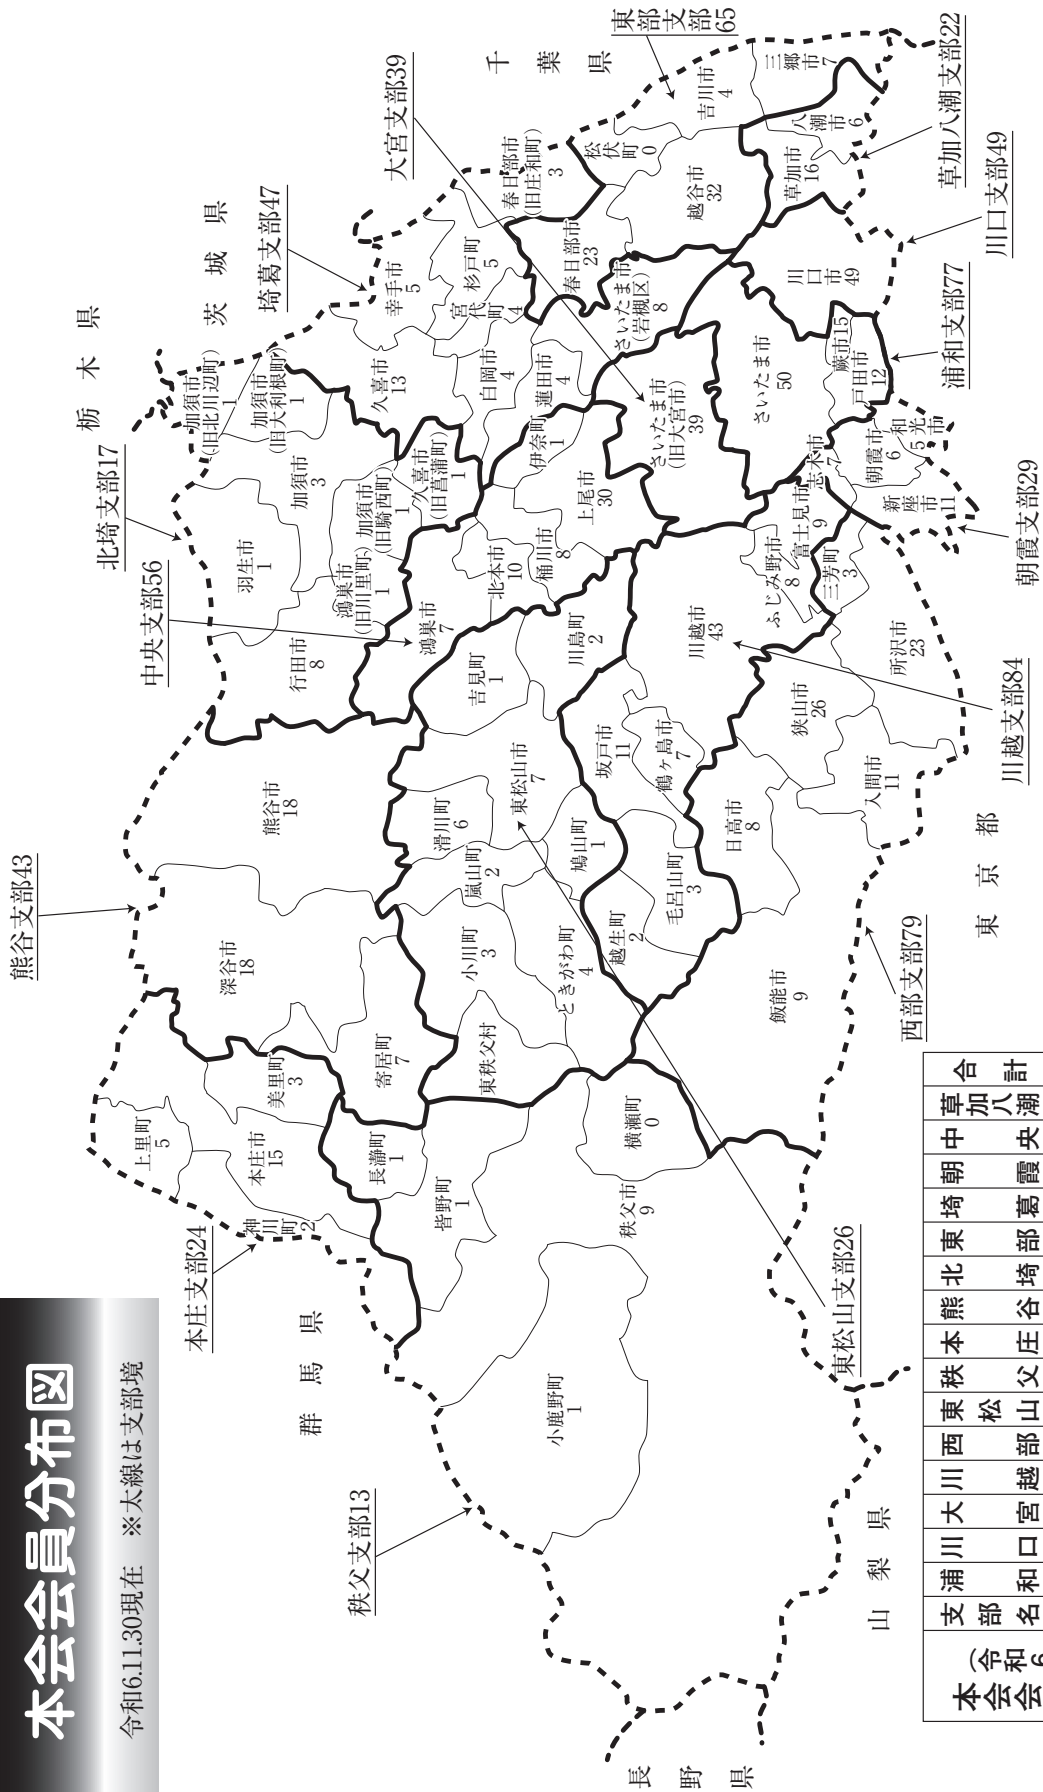 本会会員分布図
令和6.11.30現在　※太線は支部境
長野県
山梨県
群馬県
栃木県
茨城県
千葉県
東京都
秩父支部13
本庄支部24
熊谷支部43
中央支部56
北埼支部17
埼葛支部47
大宮支部39
東部支部65
草加八潮支部22
川口支部49
浦和支部77
朝霞支部29
川越支部84
西部支部79
東松山支部26
小鹿野町
1
秩父市
9
皆野町
1
長瀞町
1
横瀬町
0
上里町
5
本庄市
15
神川町
2
美里町
3
深谷市
18
寄居町
7
熊谷市
18
東秩父村
小川町
3
ときがわ町
4
嵐山町
2
滑川町
6
東松山市
7
鳩山町
1
吉見町
1
川島町
2
越生町
2
毛呂山町
3
坂戸市
11
鶴ヶ島市
7
川越市
43
ふじみ野市
8
富士見市
9
三芳町
3
飯能市
9
日高市
8
狭山市
26
入間市
11
所沢市
23
行田市
8
羽生市
1
加須市
3
加須市
(旧騎西町)
1
加須市
(旧北川辺町)
1
加須市
(旧大利根町)
1
鴻巣市
(旧川里町)
1
鴻巣市
7
北本市
10
桶川市
8
上尾市
30
伊奈町
1
久喜市
(旧菖蒲町)
1
久喜市
13
幸手市
5
杉戸町
5
宮代町
4
白岡市
4
蓮田市
4
さいたま市
(岩槻区)
8
春日部市
(旧庄和町)
3
春日部市
23
松伏町
0
越谷市
32
吉川市
4
三郷市
7
八潮市
6
草加市
16
川口市
49
さいたま市
(旧大宮市)
39
さいたま市
50
蕨市15
戸田市
12
志木市
7
朝霞市
6
和光市
5
新座市
11
本会会
(令和6
支部名
浦和
川口
大宮
川越
西部
東松山
秩父
本庄
熊谷
北埼
東部
埼葛
朝霞
中央
草加八潮
合計